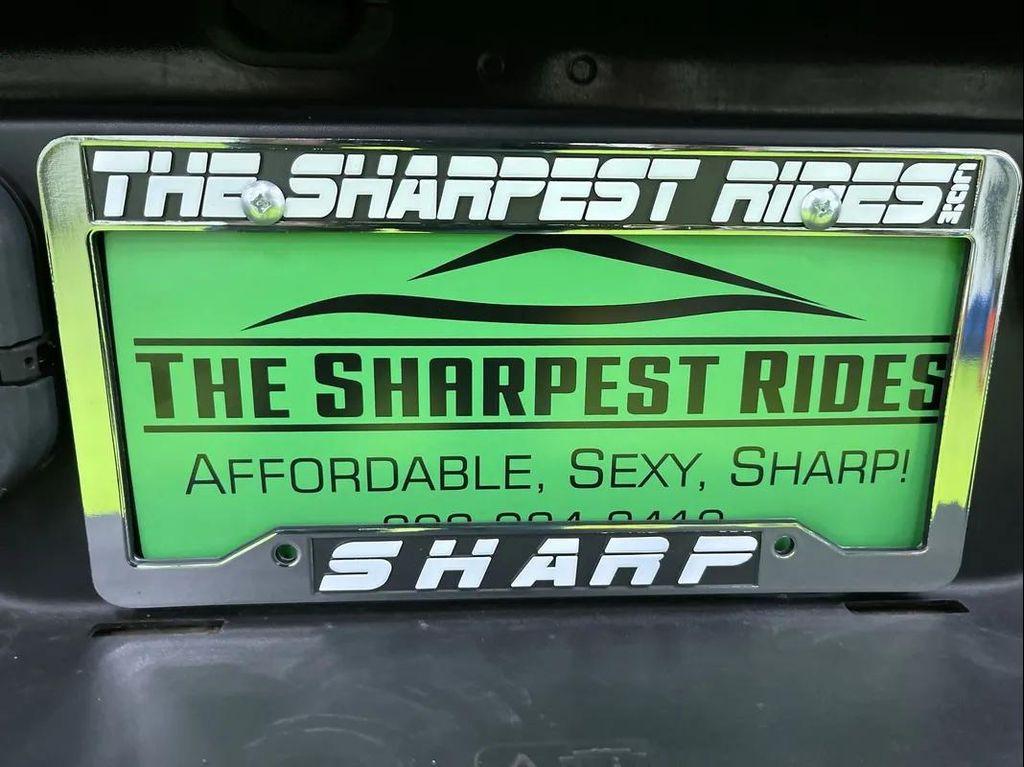 THE SHARPEST RIDES.COM
THE SHARPEST RIDES
AFFORDABLE, SEXY, SHARP!
SHARP